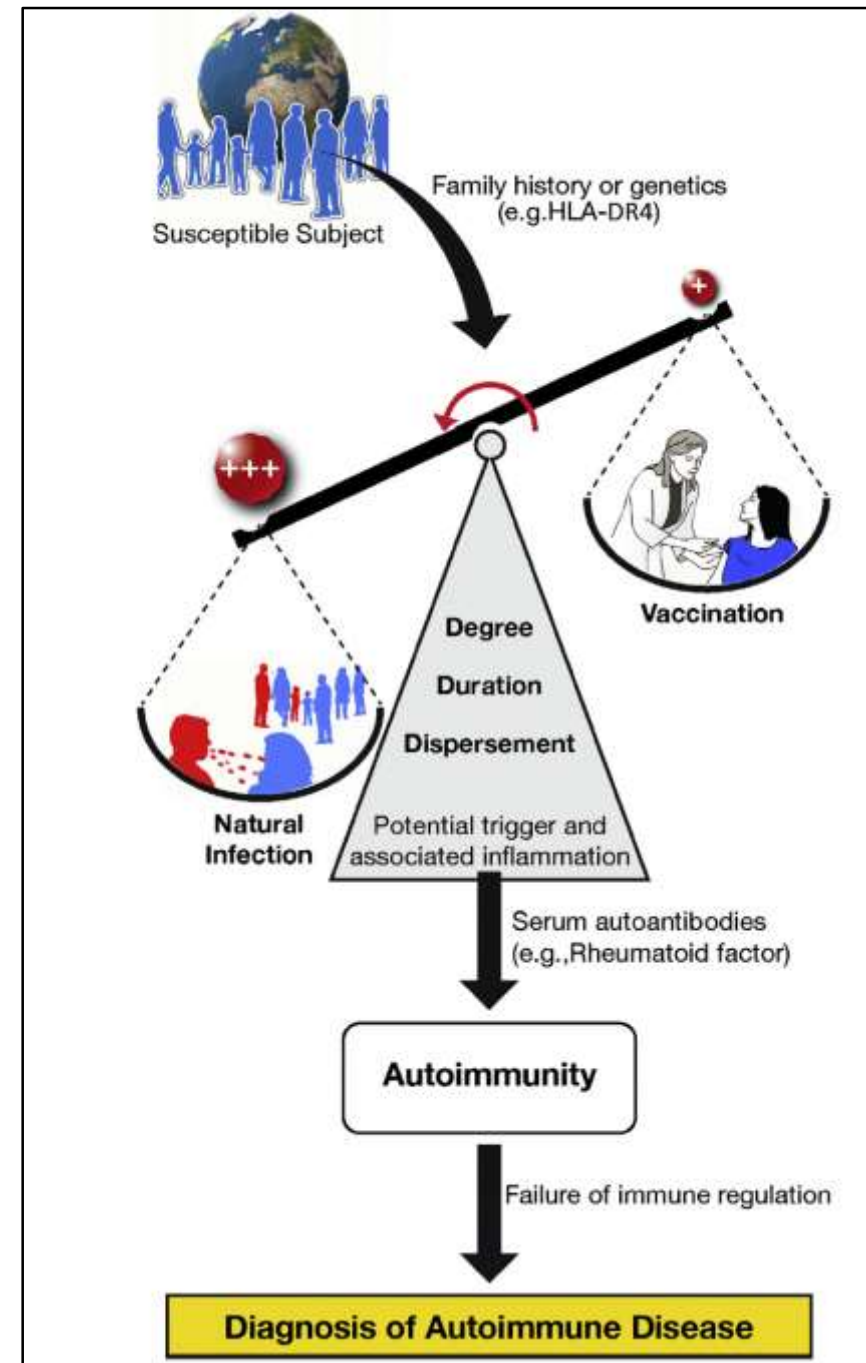 Susceptible Subject
Family history or genetics
(e.g.HLA-DR4)
+
+++
Vaccination
Degree
Duration
Dispersement
Natural
Infection
Potential trigger and
associated inflammation
Serum autoantibodies
(e.g.,Rheumatoid factor)
Autoimmunity
Failure of immune regulation
Diagnosis of Autoimmune Disease